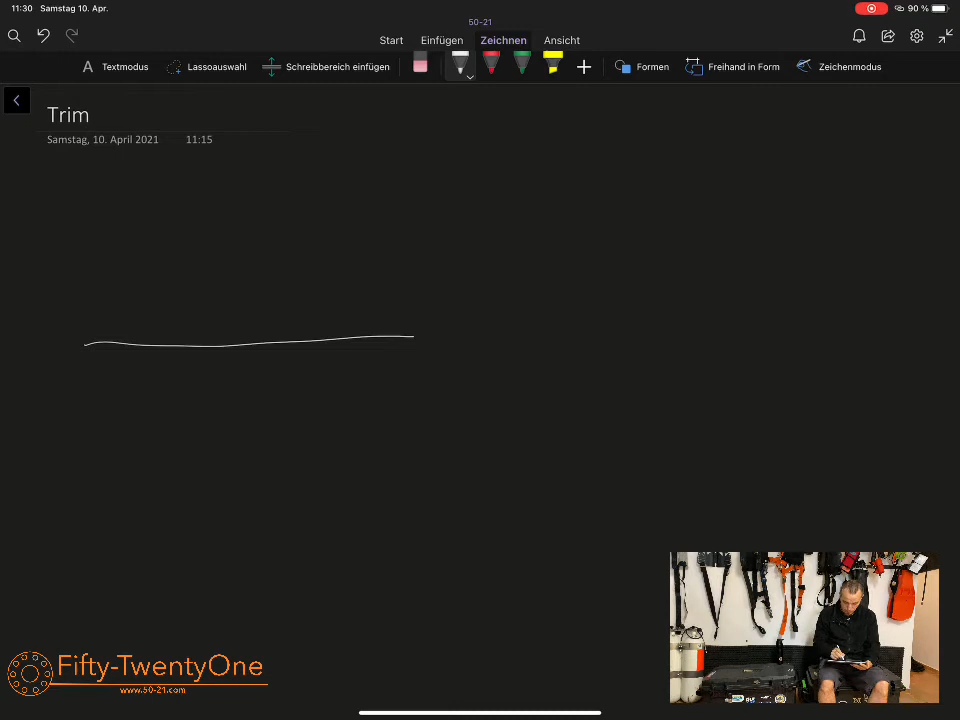 11:30 Samstag 10. Apr. 90 %
50-21
Start Einfügen Zeichnen Ansicht
A Textmodus Lassoauswahl Schreibbereich einfügen Formen Freihand in Form Zeichenmodus
Trim
Samstag, 10. April 2021 11:15
Fifty-TwentyOne
www.50-21.com